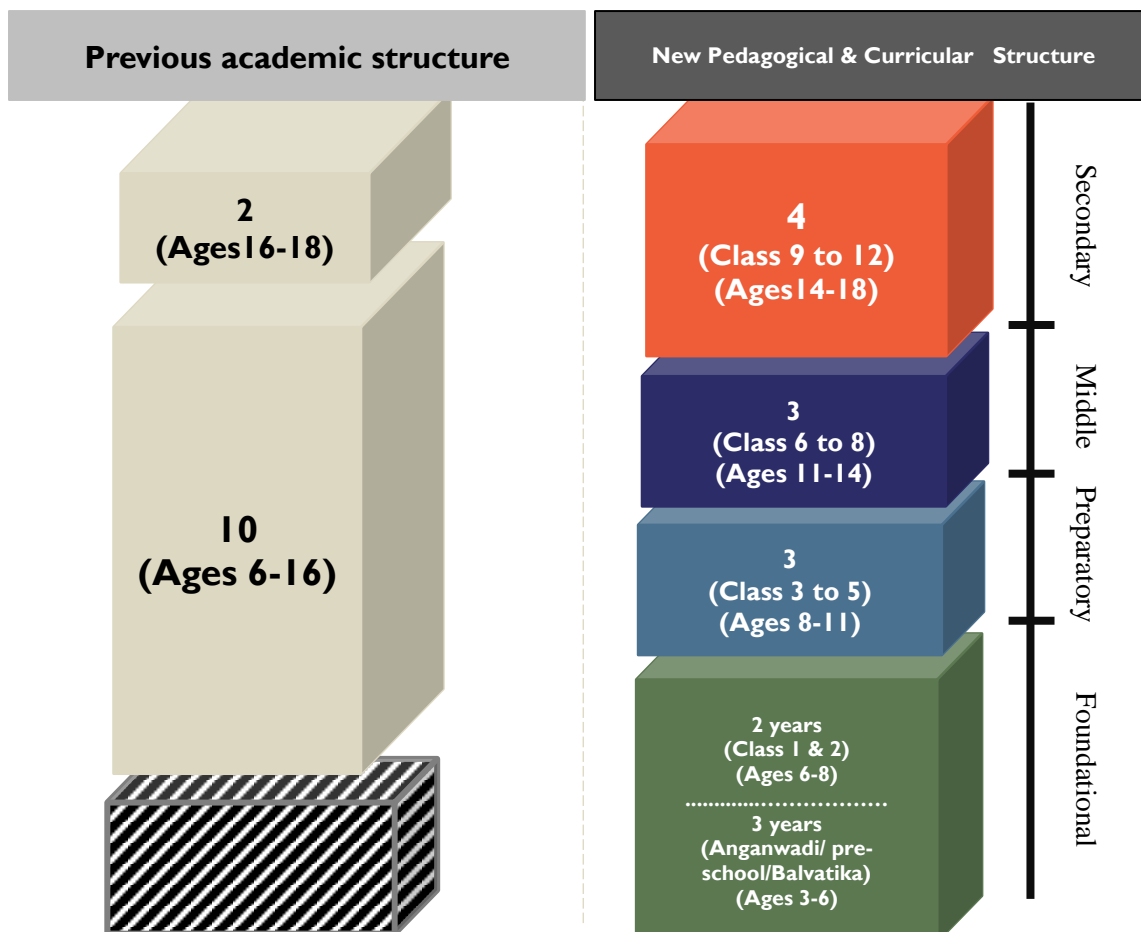 Previous academic structure
2
(Ages16-18)
10
(Ages 6-16)
New Pedagogical & Curricular Structure
4
(Class 9 to 12)
(Ages14-18)
3
(Class 6 to 8)
(Ages 11-14)
3
(Class 3 to 5)
(Ages 8-11)
2 years
(Class 1 & 2)
(Ages 6-8)
................................
3 years
(Anganwadi/ pre-
school/Balvatika)
(Ages 3-6)
Secondary
Middle
Preparatory
Foundational